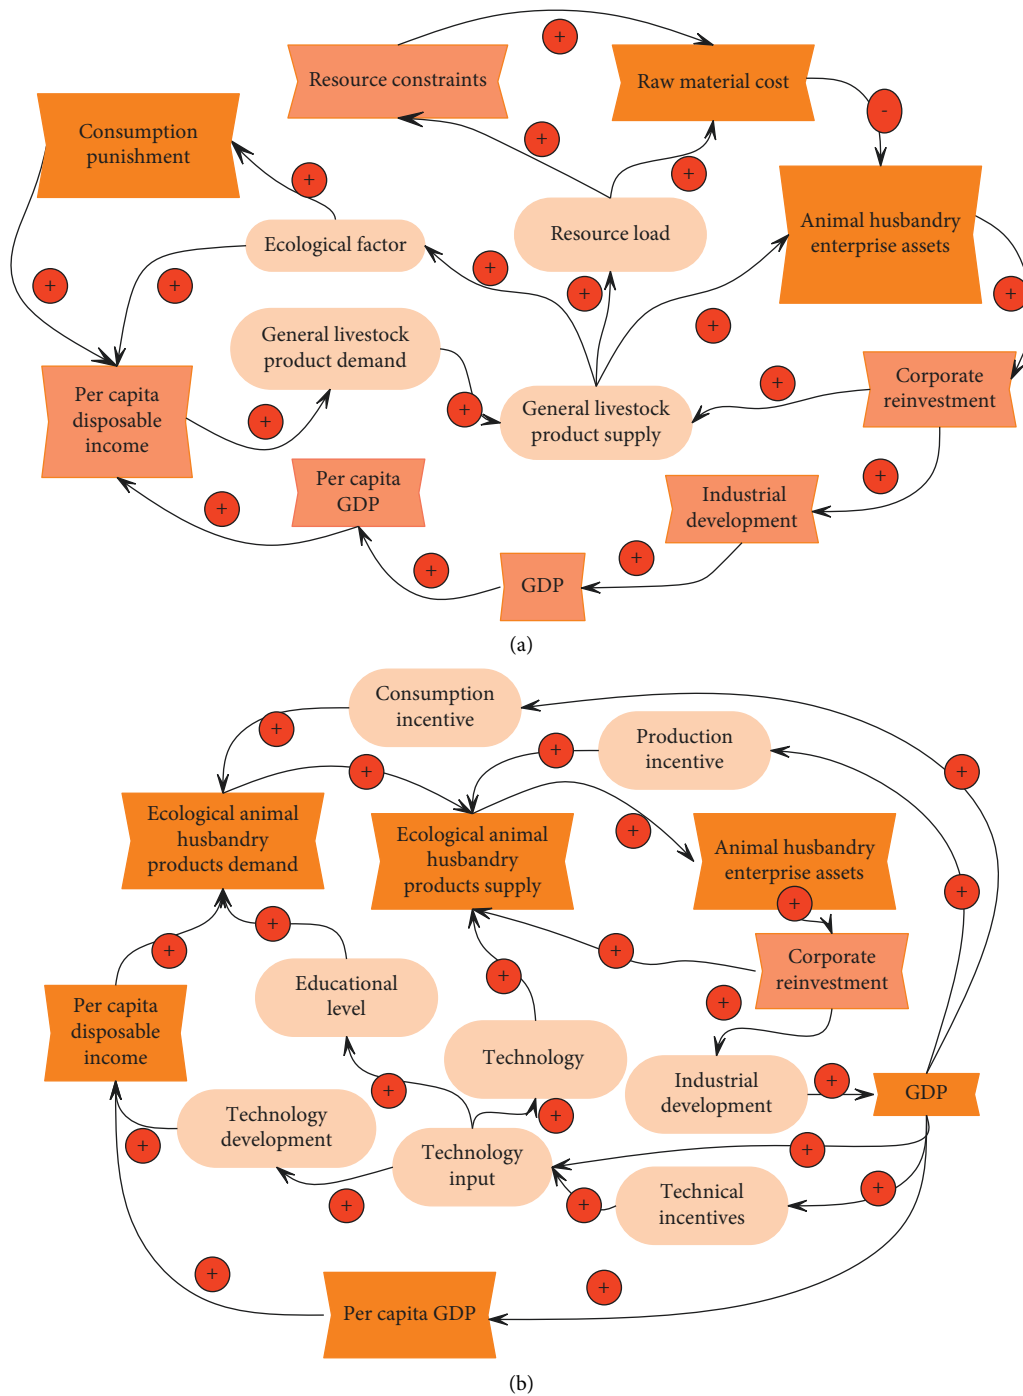 +
Resource constraints
Raw material cost
-
Consumption
punishment
+
+
+
Animal husbandry
enterprise assets
Ecological factor
Resource load
+
+
+
+
+
+
General livestock
product demand
Per capita
disposable
income
+
+
General livestock
product supply
+
Corporate
reinvestment
Per capita
GDP
+
Industrial
development
+
+
GDP
+
(a)
Consumption
incentive
+
Production
incentive
+
+
+
Ecological animal
husbandry
products demand
Ecological animal
husbandry
products supply
+
Animal husbandry
enterprise assets
+
+
+
+
+
Corporate
reinvestment
Educational
level
+
+
Per capita
disposable
income
Technology
Industrial
development
+
GDP
+
+
Technology
development
+
Technology
input
+
+
+
Technical
incentives
+
+
+
Per capita GDP
(b)